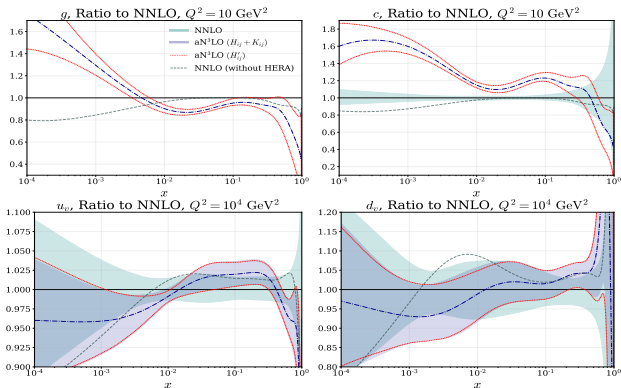 g, Ratio to NNLO, Q² = 10 GeV²
NNLO
aN³LO (H_ij + K_ij)
aN³LO (H′_ij)
NNLO (without HERA)
1.6
1.4
1.2
1.0
0.8
0.6
0.4
10⁻⁴ 10⁻³ 10⁻² 10⁻¹ 10⁰
x
c, Ratio to NNLO, Q² = 10 GeV²
1.8
1.6
1.4
1.2
1.0
0.8
0.6
0.4
0.2
10⁻⁴ 10⁻³ 10⁻² 10⁻¹ 10⁰
x
u_v, Ratio to NNLO, Q² = 10⁴ GeV²
1.100
1.075
1.050
1.025
1.000
0.975
0.950
0.925
0.900
10⁻⁴ 10⁻³ 10⁻² 10⁻¹ 10⁰
x
d_v, Ratio to NNLO, Q² = 10⁴ GeV²
1.20
1.15
1.10
1.05
1.00
0.95
0.90
0.85
0.80
10⁻⁴ 10⁻³ 10⁻² 10⁻¹ 10⁰
x